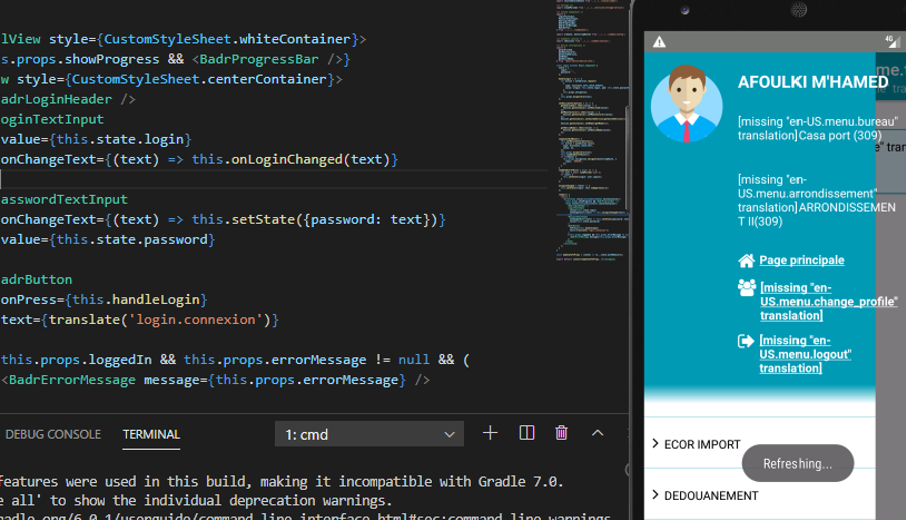 lView style={CustomStyleSheet.whiteContainer}>
s.props.showProgress && <BadrProgressBar />}
w style={CustomStyleSheet.centerContainer}>
adrLoginHeader />
oginTextInput
value={this.state.login}
onChangeText={(text) => this.onLoginChanged(text)}
asswordTextInput
onChangeText={(text) => this.setState({password: text})}
value={this.state.password}
adrButton
onPress={this.handleLogin}
text={translate('login.connexion')}
this.props.loggedIn && this.props.errorMessage != null && (
<BadrErrorMessage message={this.props.errorMessage} />
DEBUG CONSOLE
TERMINAL
1: cmd
features were used in this build, making it incompatible with Gradle 7.0.
e all' to show the individual deprecation warnings.
4G
AFOULKI M'HAMED
[missing "en-US.menu.bureau"
translation]Casa port (309)
[missing "en-
US.menu.arrondissement"
translation]ARRONDISSEMEN
T II(309)
Page principale
[missing "en-
US.menu.change_profile"
translation]
[missing "en-
US.menu.logout"
translation]
ECOR IMPORT
Refreshing...
DEDOUANEMENT